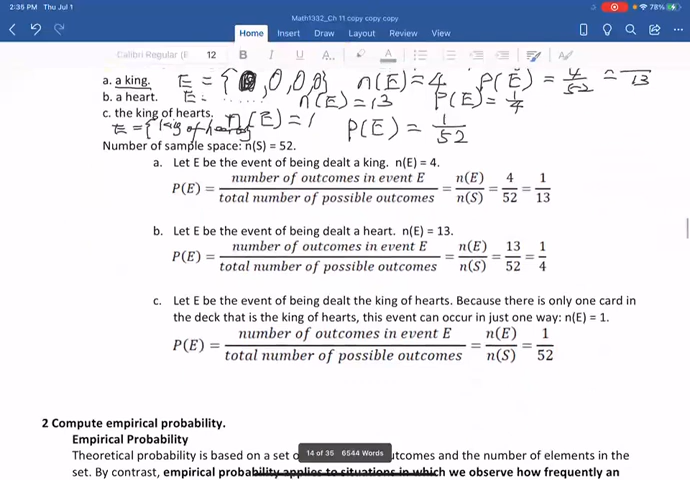 2:35 PM Thu Jul 1
78%
Math1332_Ch 11 copy copy copy
Home Insert Draw Layout Review View
Calibri Regular (I 12 B I U A... A
a. a king. E = { 0, 0, 0, 0} n(E)=4 P(E) = 4/52 = /13
b. a heart. E = ...... n(E)=13 P(E)=1/4
c. the king of hearts. n(E)=1 P(E)=1/52
E = {king of hearts
Number of sample space: n(S) = 52.
a. Let E be the event of being dealt a king. n(E) = 4.
P(E) = number of outcomes in event E / total number of possible outcomes = n(E)/n(S) = 4/52 = 1/13
b. Let E be the event of being dealt a heart. n(E) = 13.
P(E) = number of outcomes in event E / total number of possible outcomes = n(E)/n(S) = 13/52 = 1/4
c. Let E be the event of being dealt the king of hearts. Because there is only one card in
the deck that is the king of hearts, this event can occur in just one way: n(E) = 1.
P(E) = number of outcomes in event E / total number of possible outcomes = n(E)/n(S) = 1/52
2 Compute empirical probability.
Empirical Probability
Theoretical probability is based on a set o utcomes and the number of elements in the
14 of 35 6544 Words
set. By contrast, empirical probability applies to situations in which we observe how frequently an